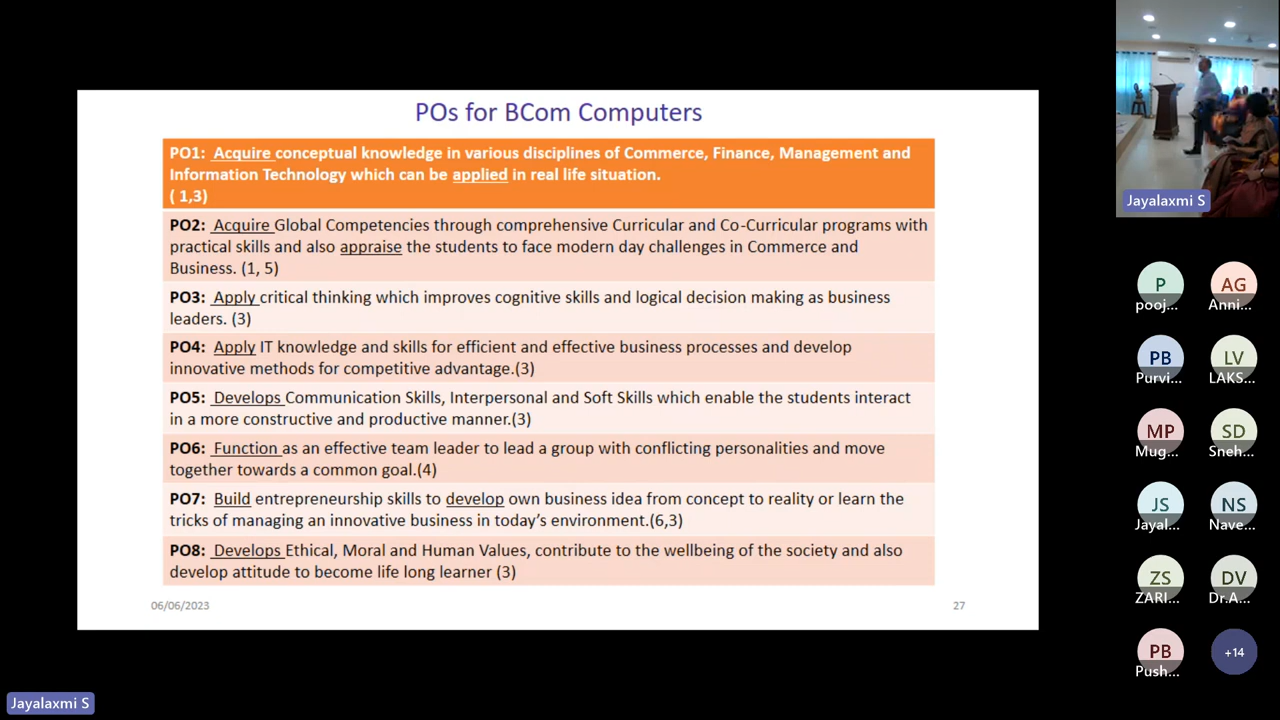 POs for BCom Computers
PO1: Acquire conceptual knowledge in various disciplines of Commerce, Finance, Management and
Information Technology which can be applied in real life situation.
( 1,3)
PO2: Acquire Global Competencies through comprehensive Curricular and Co-Curricular programs with
practical skills and also appraise the students to face modern day challenges in Commerce and
Business. (1, 5)
PO3: Apply critical thinking which improves cognitive skills and logical decision making as business
leaders. (3)
PO4: Apply IT knowledge and skills for efficient and effective business processes and develop
innovative methods for competitive advantage.(3)
PO5: Develops Communication Skills, Interpersonal and Soft Skills which enable the students interact
in a more constructive and productive manner.(3)
PO6: Function as an effective team leader to lead a group with conflicting personalities and move
together towards a common goal.(4)
PO7: Build entrepreneurship skills to develop own business idea from concept to reality or learn the
tricks of managing an innovative business in today's environment.(6,3)
PO8: Develops Ethical, Moral and Human Values, contribute to the wellbeing of the society and also
develop attitude to become life long learner (3)
06/06/2023
27
Jayalaxmi S
P
pooj...
AG
Anni...
PB
Purvi...
LV
LAKS...
MP
Mug...
SD
Sneh...
JS
Jayal...
NS
Nave...
ZS
ZARI...
DV
Dr.A...
PB
Push...
+14
Jayalaxmi S